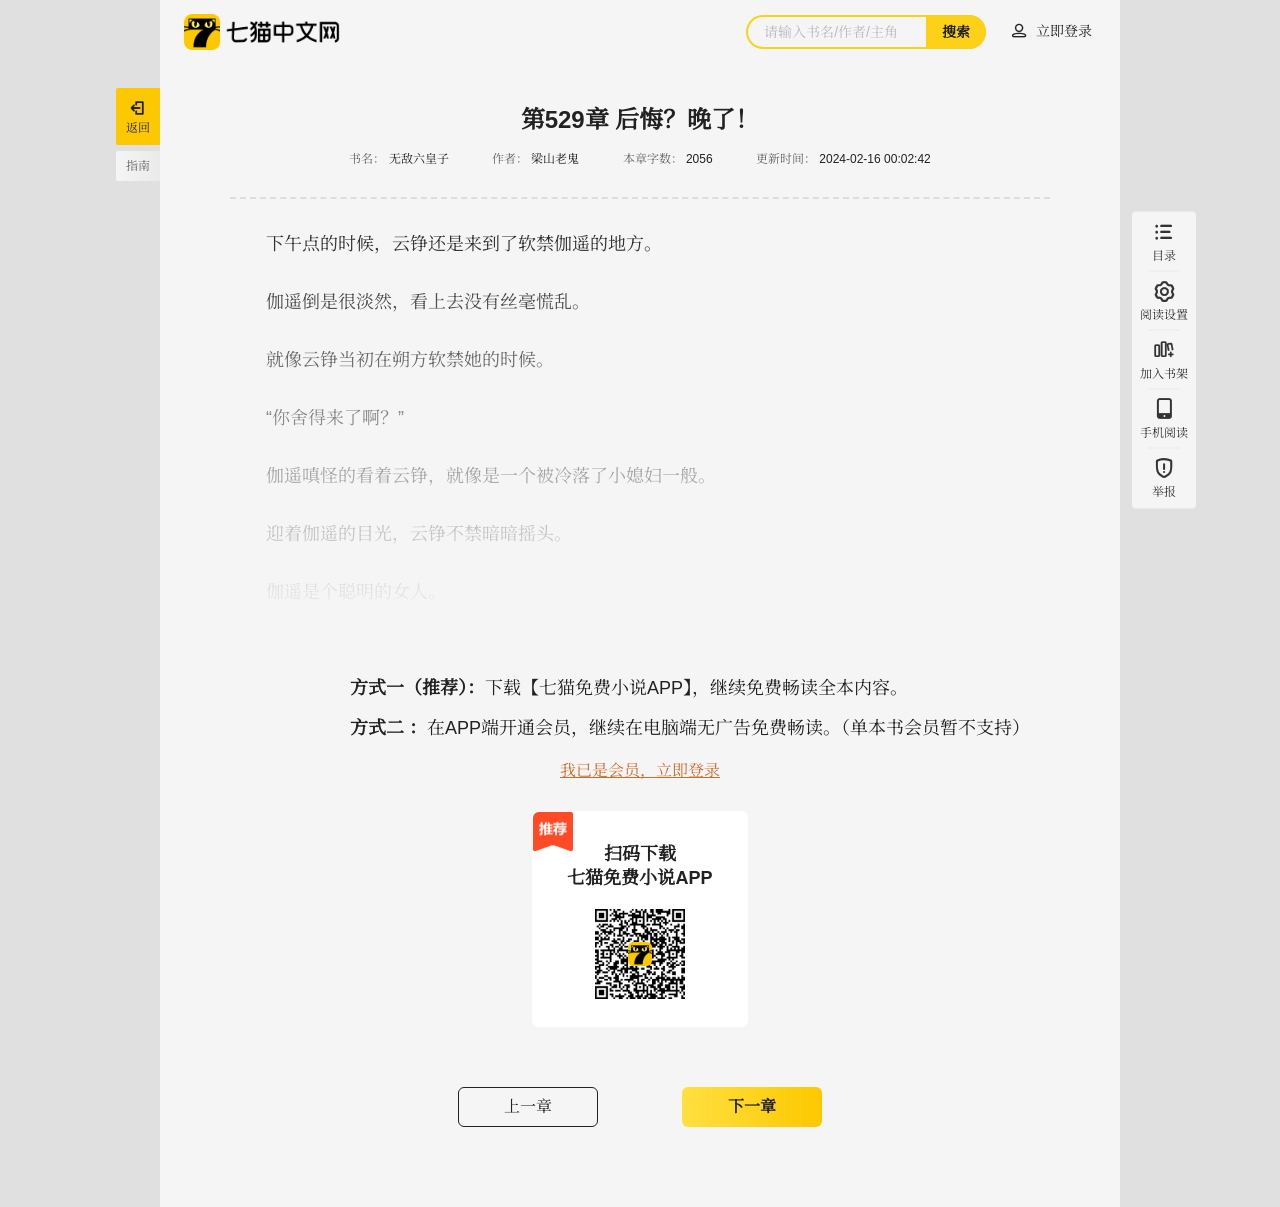 七猫中文网
请输入书名/作者/主角
搜索
立即登录
返回
指南
第529章 后悔？晚了！
书名： 无敌六皇子 作者： 梁山老鬼 本章字数： 2056 更新时间： 2024-02-16 00:02:42
下午点的时候，云铮还是来到了软禁伽遥的地方。
伽遥倒是很淡然，看上去没有丝毫慌乱。
就像云铮当初在朔方软禁她的时候。
“你舍得来了啊？”
伽遥嗔怪的看着云铮，就像是一个被冷落了小媳妇一般。
迎着伽遥的目光，云铮不禁暗暗摇头。
伽遥是个聪明的女人。
目录
阅读设置
加入书架
手机阅读
举报
方式一（推荐）：下载【七猫免费小说APP】，继续免费畅读全本内容。
方式二 ：在APP端开通会员，继续在电脑端无广告免费畅读。（单本书会员暂不支持）
我已是会员，立即登录
推荐
扫码下载
七猫免费小说APP
上一章
下一章